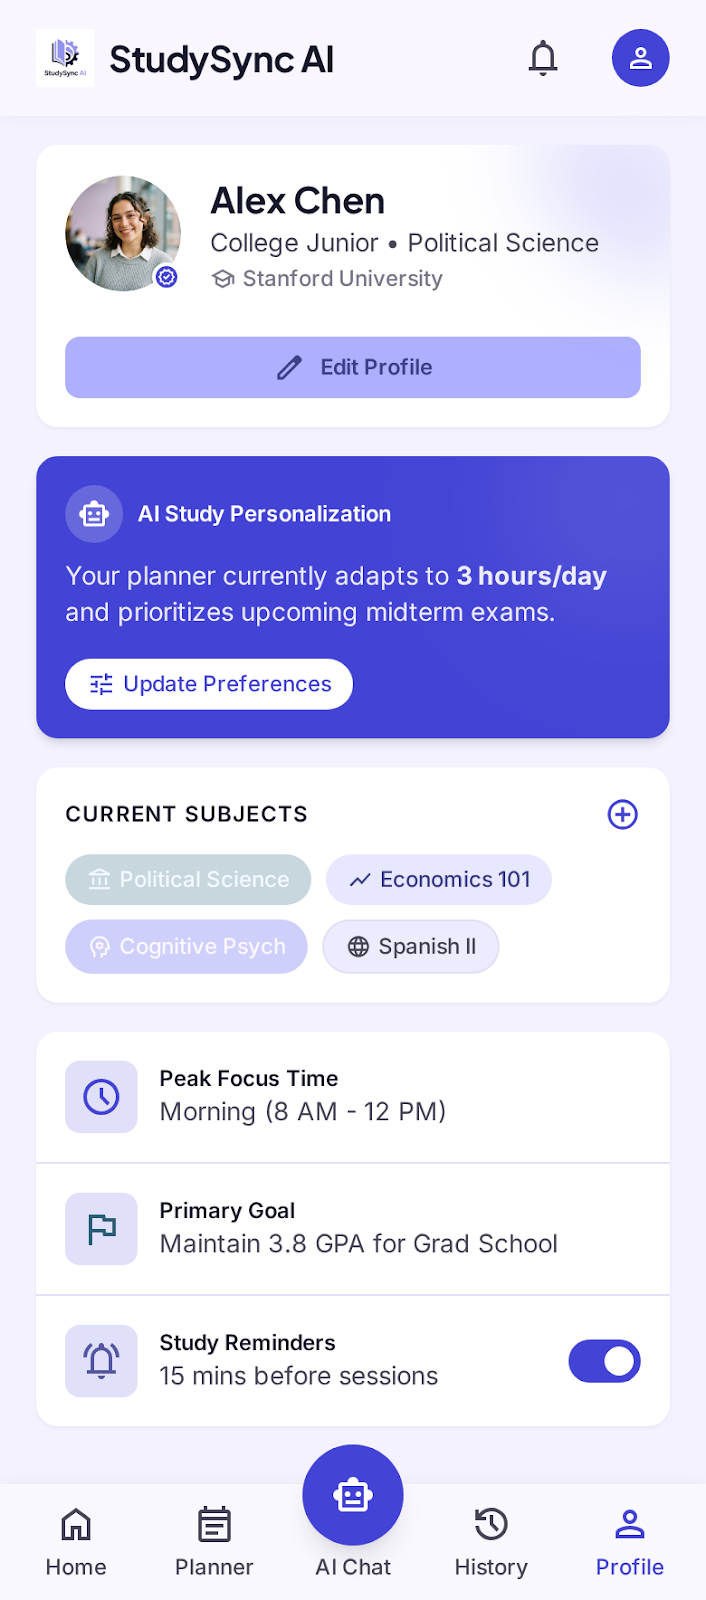 StudySync AI
StudySync AI
Alex Chen
College Junior • Political Science
Stanford University
Edit Profile
AI Study Personalization
Your planner currently adapts to 3 hours/day
and prioritizes upcoming midterm exams.
Update Preferences
CURRENT SUBJECTS
Political Science
Economics 101
Cognitive Psych
Spanish II
Peak Focus Time
Morning (8 AM - 12 PM)
Primary Goal
Maintain 3.8 GPA for Grad School
Study Reminders
15 mins before sessions
Home
Planner
AI Chat
History
Profile